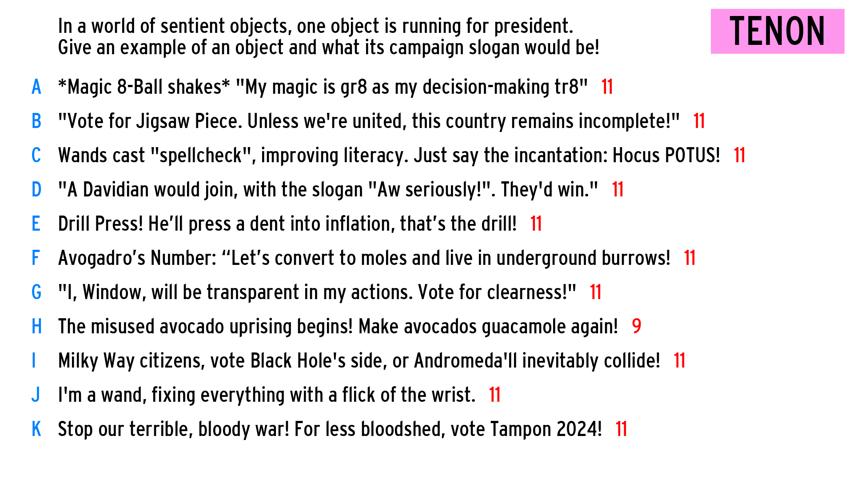 In a world of sentient objects, one object is running for president.
Give an example of an object and what its campaign slogan would be!
TENON
A *Magic 8-Ball shakes* "My magic is gr8 as my decision-making tr8" 11
B "Vote for Jigsaw Piece. Unless we're united, this country remains incomplete!" 11
C Wands cast "spellcheck", improving literacy. Just say the incantation: Hocus POTUS! 11
D "A Davidian would join, with the slogan "Aw seriously!". They'd win." 11
E Drill Press! He’ll press a dent into inflation, that’s the drill! 11
F Avogadro’s Number: “Let’s convert to moles and live in underground burrows! 11
G "I, Window, will be transparent in my actions. Vote for clearness!" 11
H The misused avocado uprising begins! Make avocados guacamole again! 9
I Milky Way citizens, vote Black Hole's side, or Andromeda'll inevitably collide! 11
J I'm a wand, fixing everything with a flick of the wrist. 11
K Stop our terrible, bloody war! For less bloodshed, vote Tampon 2024! 11